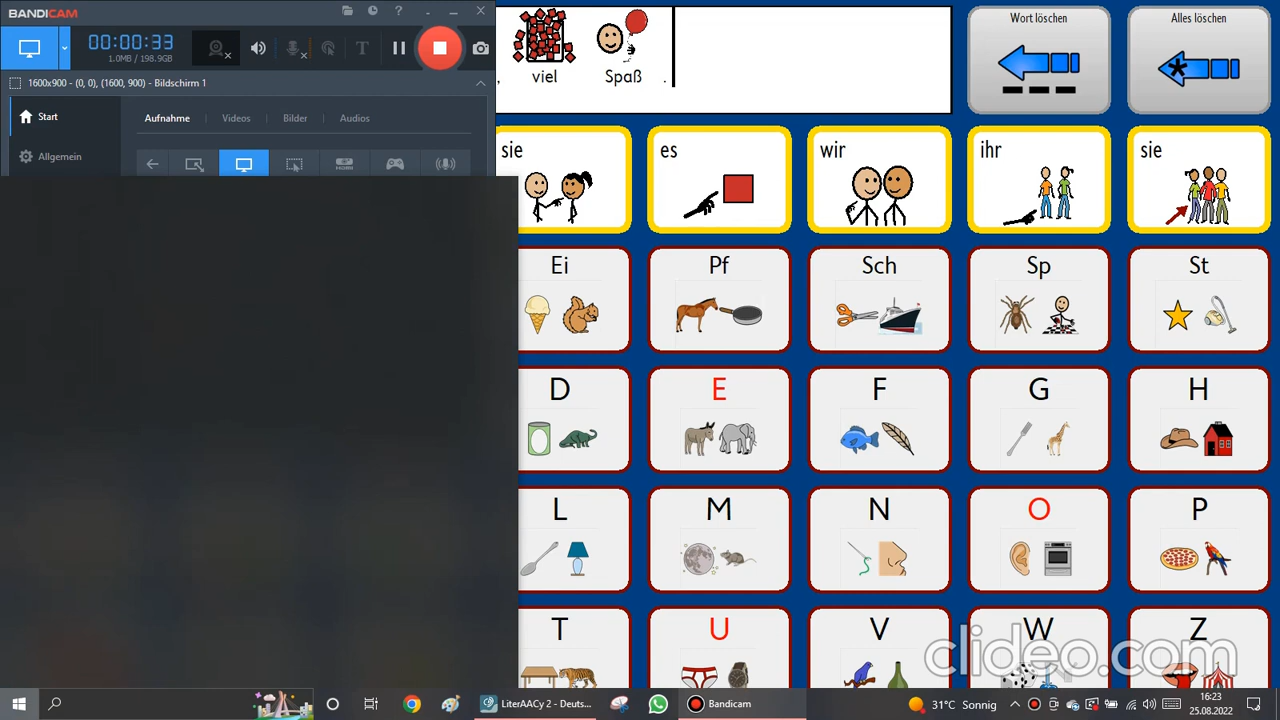 BANDICAM
00:00:33
1.0MB / 198.9GB
1600x900 - (0, 0), (1600, 900) - Bildschirm 1
Start
Aufnahme
Videos
Bilder
Audios
Allgemein
HDMI
, viel Spaß .
Wort löschen
Alles löschen
sie
es
wir
ihr
sie
Ei
Pf
Sch
Sp
St
D
E
F
G
H
L
M
N
O
P
T
U
V
W
Z
clideo.com
LiterAACy 2 - Deuts...
Bandicam
31°C Sonnig
16:23
25.08.2022